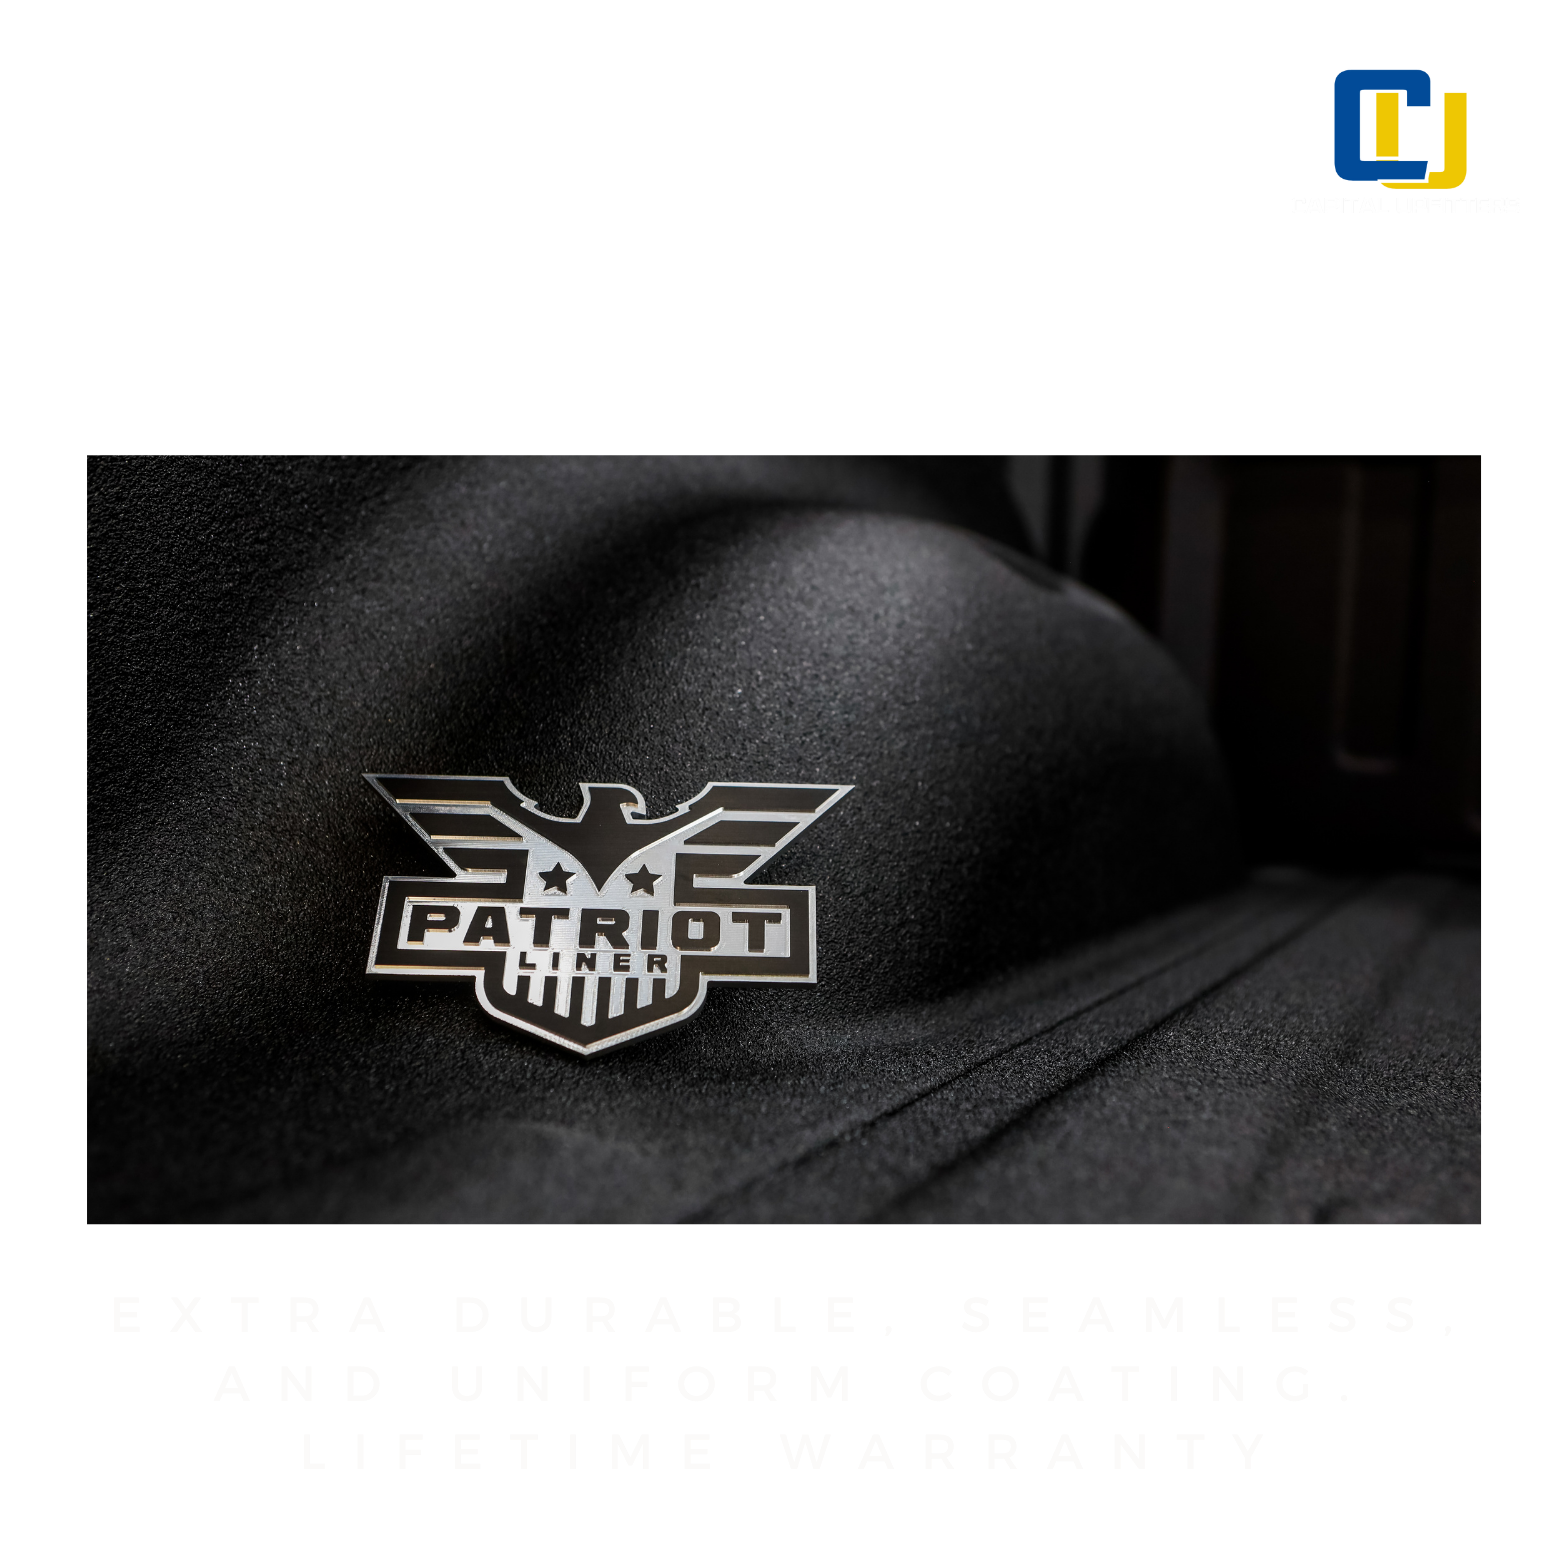 PATRIOT
LINER
EXTRA DURABLE, SEAMLESS,
AND UNIFORM COATING.
LIFETIME WARRANTY